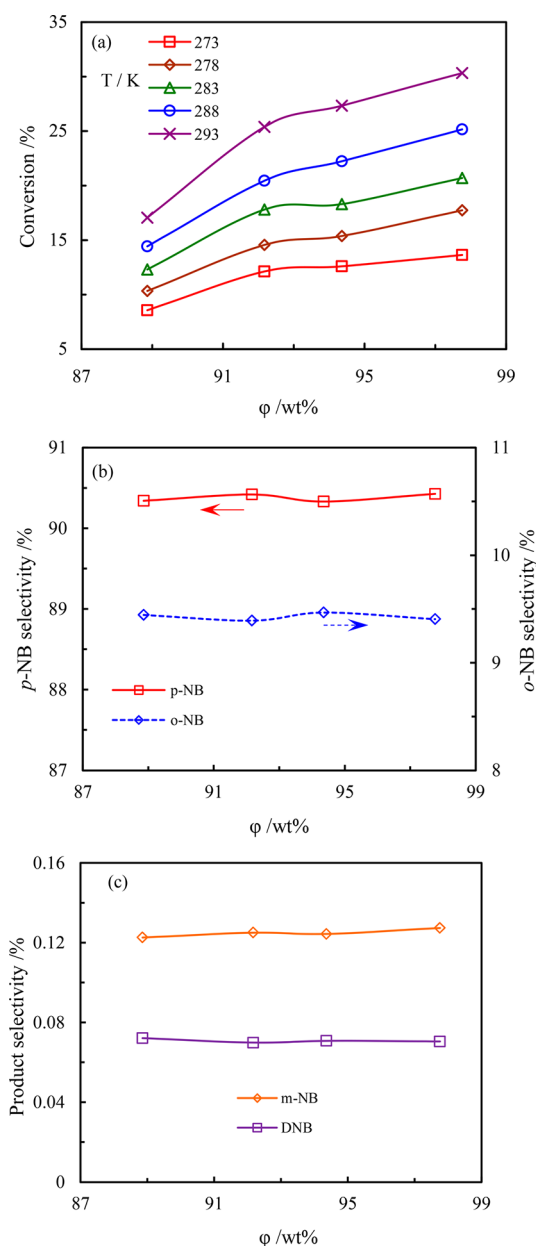 35
(a)
273
278
T / K
283
288
25
293
Conversion /%
15
5
87
91
95
99
φ /wt%
91
11
(b)
90
10
p-NB selectivity /%
89
o-NB selectivity /%
9
88
p-NB
o-NB
87
8
87
91
95
99
φ /wt%
0.16
(c)
0.12
Product selectivity /%
0.08
m-NB
0.04
DNB
0
87
91
95
99
φ /wt%